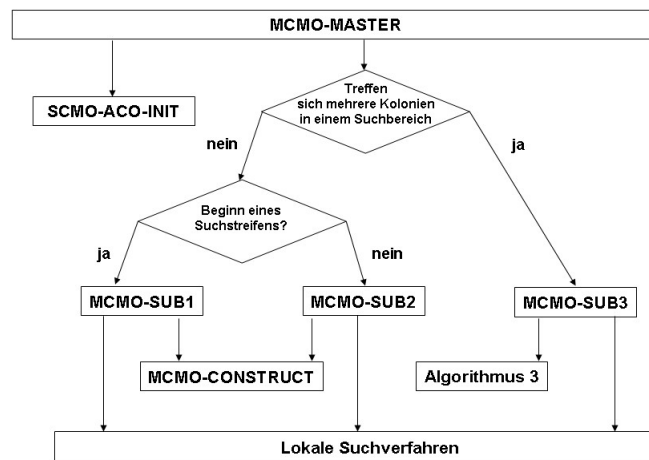 MCMO-MASTER
Treffen
sich mehrere Kolonien
in einem Suchbereich
SCMO-ACO-INIT
nein
ja
Beginn eines
Suchstreifens?
ja
nein
MCMO-SUB1
MCMO-SUB2
MCMO-SUB3
MCMO-CONSTRUCT
Algorithmus 3
Lokale Suchverfahren